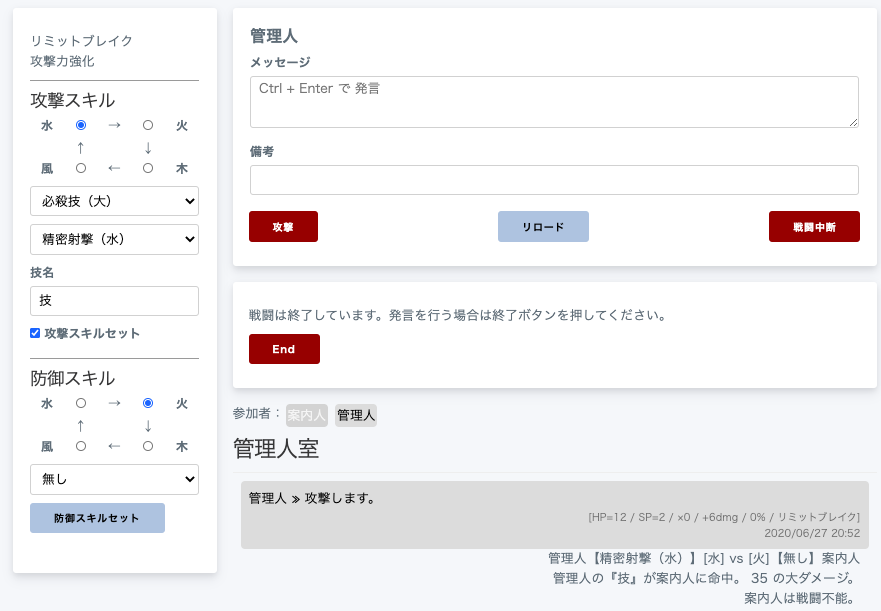 リミットブレイク
攻撃力強化
攻撃スキル
水 → 火
↑ ↓
風 ← 木
必殺技（大）
精密射撃（水）
技名
技
攻撃スキルセット
防御スキル
水 → 火
↑ ↓
風 ← 木
無し
防御スキルセット
管理人
メッセージ
Ctrl + Enter で 発言
備考
攻撃 リロード 戦闘中断
戦闘は終了しています。発言を行う場合は終了ボタンを押してください。
End
参加者： 案内人 管理人
管理人室
管理人 » 攻撃します。
[HP=12 / SP=2 / ×0 / +6dmg / 0% / リミットブレイク]
2020/06/27 20:52
管理人【精密射撃（水）】[水] vs [火]【無し】案内人
管理人の『技』が案内人に命中。 35 の大ダメージ。
案内人は戦闘不能。